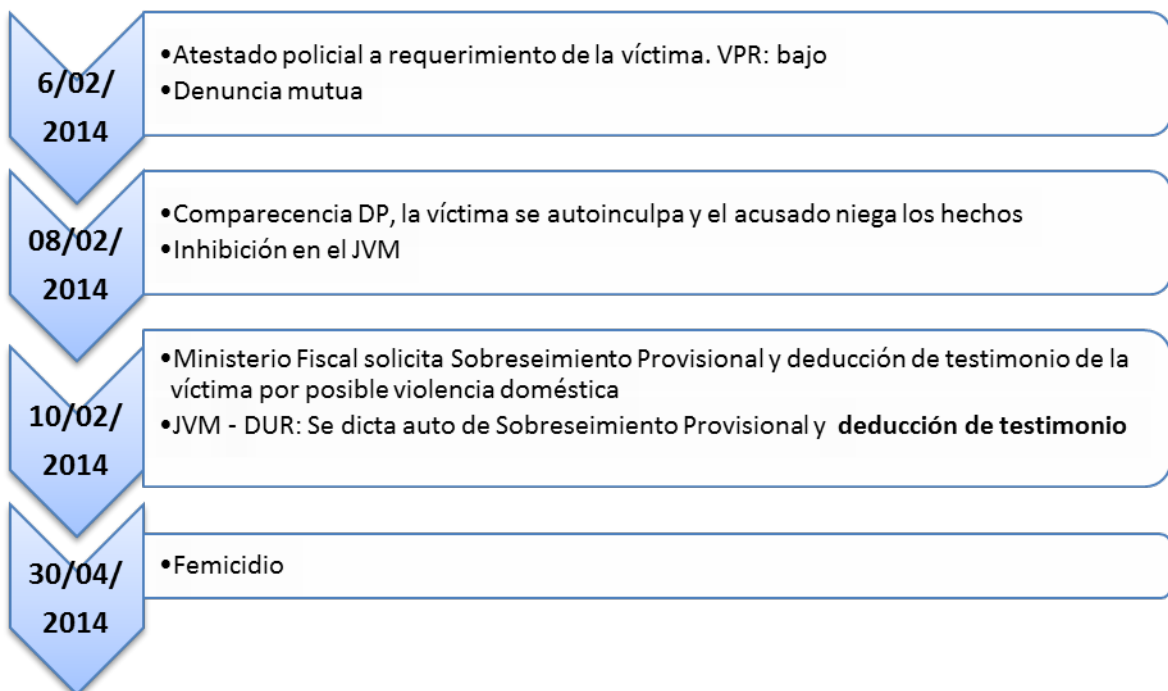 6/02/
2014
•Atestado policial a requerimiento de la víctima. VPR: bajo
•Denuncia mutua
08/02/
2014
•Comparecencia DP, la víctima se autoinculpa y el acusado niega los hechos
•Inhibición en el JVM
10/02/
2014
•Ministerio Fiscal solicita Sobreseimiento Provisional y deducción de testimonio de la
víctima por posible violencia doméstica
•JVM - DUR: Se dicta auto de Sobreseimiento Provisional y deducción de testimonio
30/04/
2014
•Femicidio